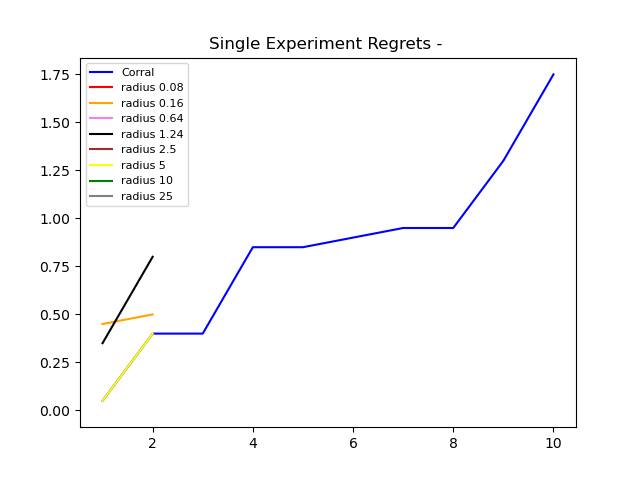 Single Experiment Regrets -
Corral
radius 0.08
radius 0.16
radius 0.64
radius 1.24
radius 2.5
radius 5
radius 10
radius 25
1.75
1.50
1.25
1.00
0.75
0.50
0.25
0.00
2 4 6 8 10